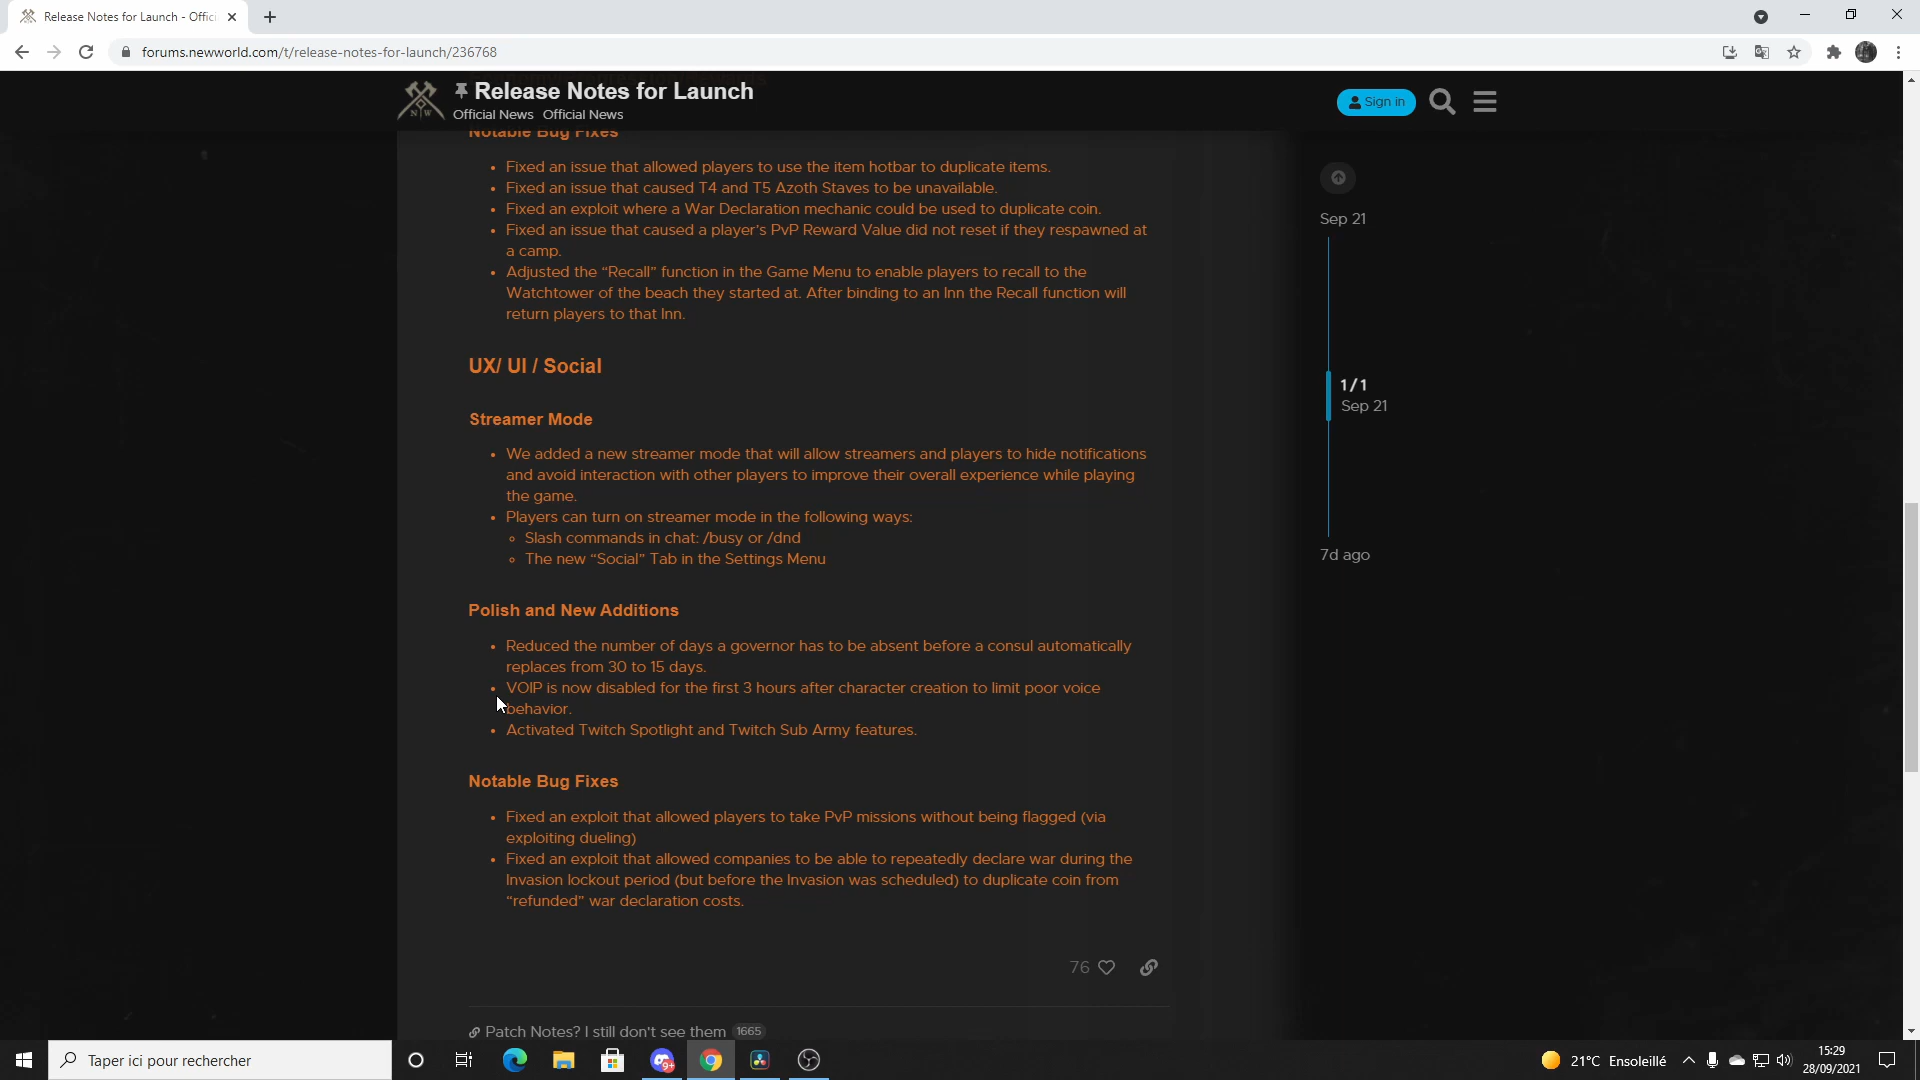 Release Notes for Launch - Offici
forums.newworld.com/t/release-notes-for-launch/236768
Release Notes for Launch
Official News Official News
Sign in
Notable Bug Fixes
Fixed an issue that allowed players to use the item hotbar to duplicate items.
Fixed an issue that caused T4 and T5 Azoth Staves to be unavailable.
Fixed an exploit where a War Declaration mechanic could be used to duplicate coin.
Fixed an issue that caused a player's PvP Reward Value did not reset if they respawned at
a camp.
Adjusted the “Recall” function in the Game Menu to enable players to recall to the
Watchtower of the beach they started at. After binding to an Inn the Recall function will
return players to that Inn.
UX/ UI / Social
Streamer Mode
We added a new streamer mode that will allow streamers and players to hide notifications
and avoid interaction with other players to improve their overall experience while playing
the game.
Players can turn on streamer mode in the following ways:
Slash commands in chat: /busy or /dnd
The new “Social” Tab in the Settings Menu
Polish and New Additions
Reduced the number of days a governor has to be absent before a consul automatically
replaces from 30 to 15 days.
VOIP is now disabled for the first 3 hours after character creation to limit poor voice
behavior.
Activated Twitch Spotlight and Twitch Sub Army features.
Notable Bug Fixes
Fixed an exploit that allowed players to take PvP missions without being flagged (via
exploiting dueling)
Fixed an exploit that allowed companies to be able to repeatedly declare war during the
Invasion lockout period (but before the Invasion was scheduled) to duplicate coin from
“refunded” war declaration costs.
76
Patch Notes? I still don't see them 1665
Sep 21
1/1
Sep 21
7d ago
Taper ici pour rechercher
9+
21°C Ensoleillé
15:29
28/09/2021